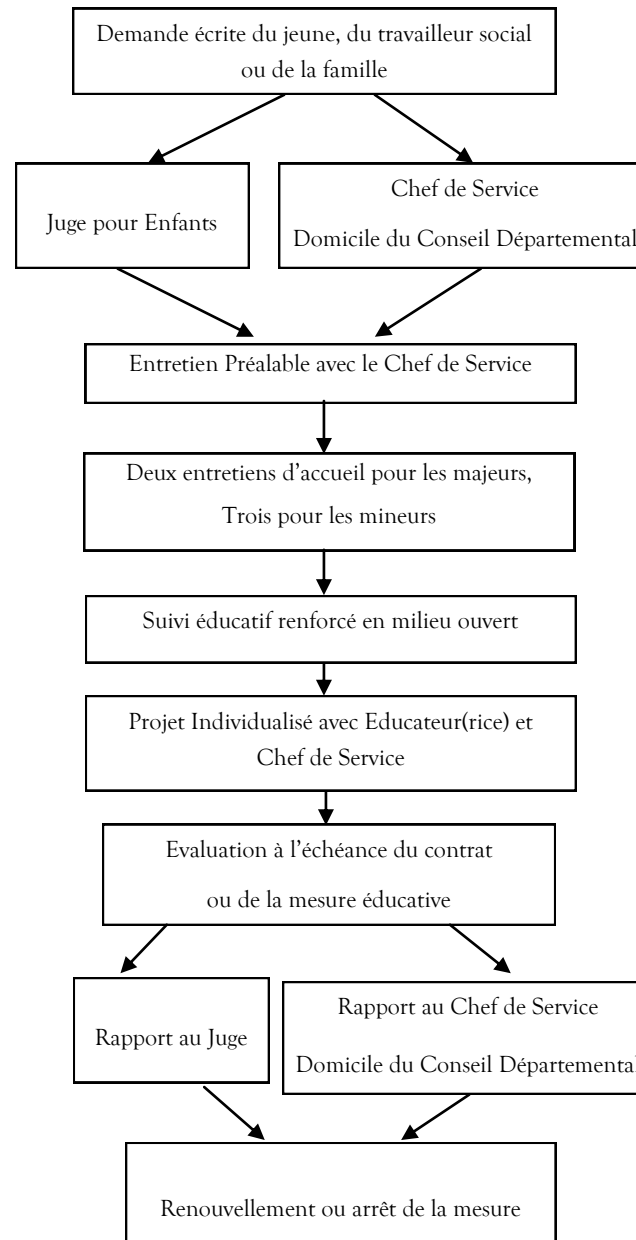 Demande écrite du jeune, du travailleur social
ou de la famille
Juge pour Enfants
Chef de Service
Domicile du Conseil Départemental
Entretien Préalable avec le Chef de Service
Deux entretiens d’accueil pour les majeurs,
Trois pour les mineurs
Suivi éducatif renforcé en milieu ouvert
Projet Individualisé avec Educateur(rice) et
Chef de Service
Evaluation à l’échéance du contrat
ou de la mesure éducative
Rapport au Juge
Rapport au Chef de Service
Domicile du Conseil Départemental
Renouvellement ou arrêt de la mesure